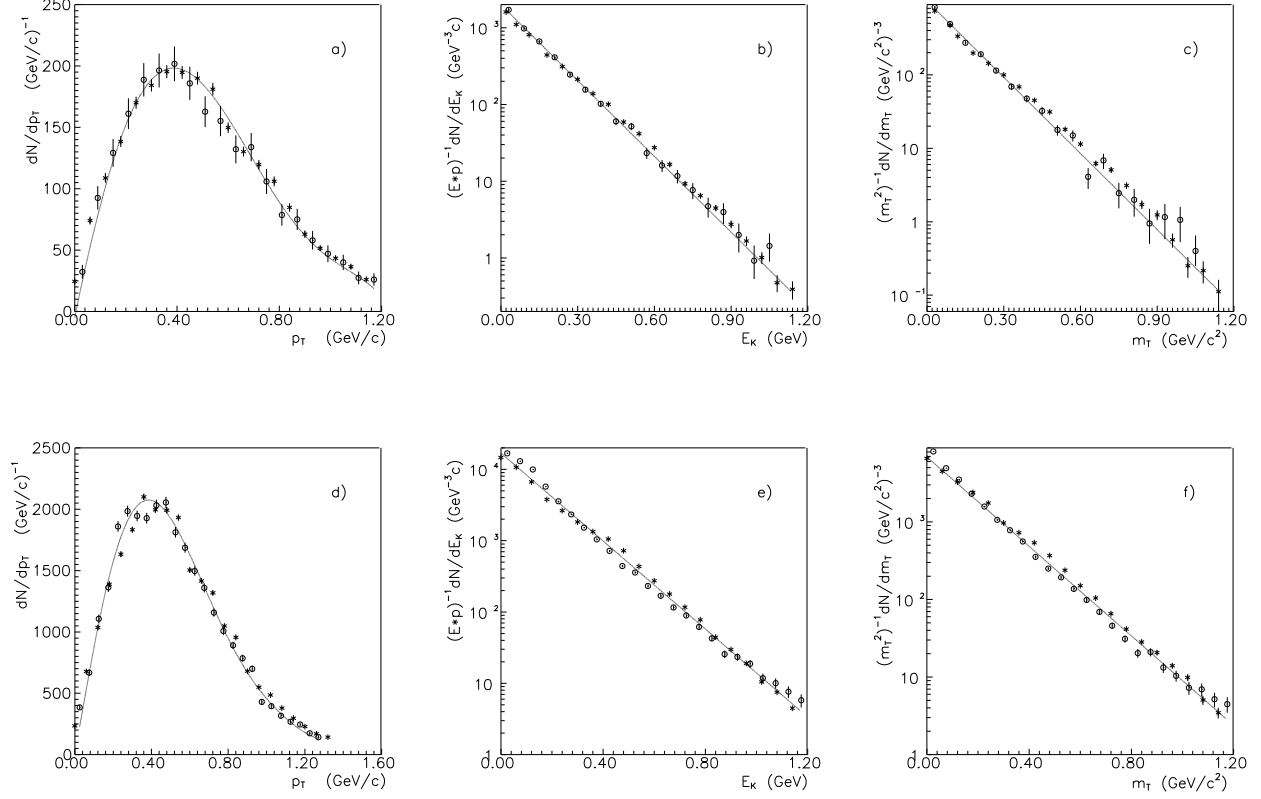 250
200
150
100
50
0
dN/dp_T (GeV/c)^-1
a)
0.00 0.40 0.80 1.20
p_T (GeV/c)
10^3
10^2
10
1
(E*p)^-1 dN/dE_K (GeV^-3 c)
b)
0.00 0.30 0.60 0.90 1.20
E_K (GeV)
10^2
10
1
10^-1
(m_T^2)^-1 dN/dm_T (GeV/c^2)^-3
c)
0.00 0.30 0.60 0.90 1.20
m_T (GeV/c^2)
2500
2000
1500
1000
500
0
dN/dp_T (GeV/c)^-1
d)
0.00 0.40 0.80 1.20 1.60
p_T (GeV/c)
10^4
10^3
10^2
10
1
(E*p)^-1 dN/dE_K (GeV^-3 c)
e)
0.00 0.40 0.80 1.20
E_K (GeV)
10^3
10^2
10
1
(m_T^2)^-1 dN/dm_T (GeV/c^2)^-3
f)
0.00 0.40 0.80 1.20
m_T (GeV/c^2)